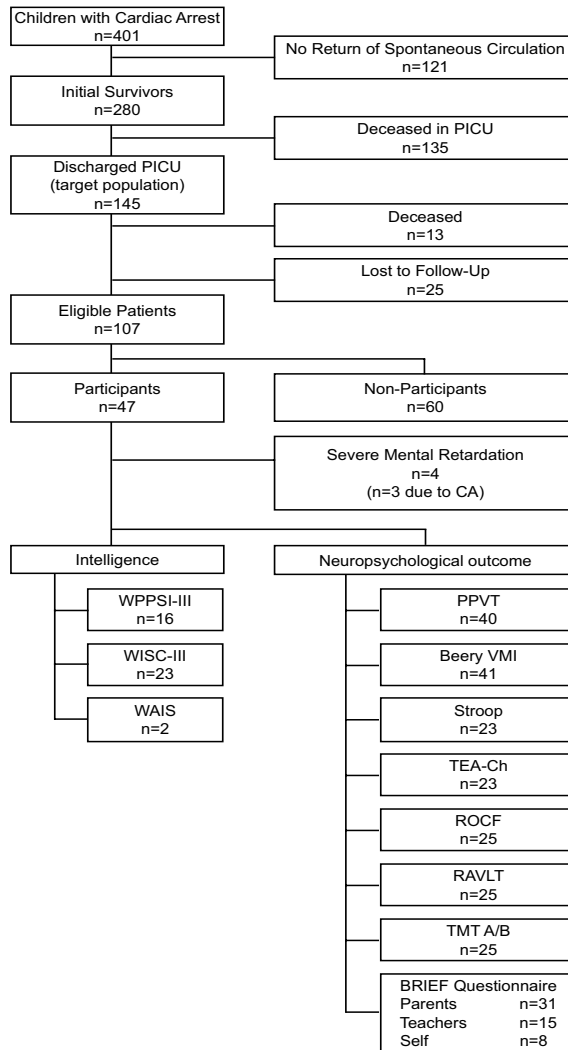 Children with Cardiac Arrest
n=401
No Return of Spontaneous Circulation
n=121
Initial Survivors
n=280
Deceased in PICU
n=135
Discharged PICU
(target population)
n=145
Deceased
n=13
Lost to Follow-Up
n=25
Eligible Patients
n=107
Participants
n=47
Non-Participants
n=60
Severe Mental Retardation
n=4
(n=3 due to CA)
Intelligence
WPPSI-III
n=16
WISC-III
n=23
WAIS
n=2
Neuropsychological outcome
PPVT
n=40
Beery VMI
n=41
Stroop
n=23
TEA-Ch
n=23
ROCF
n=25
RAVLT
n=25
TMT A/B
n=25
BRIEF Questionnaire
Parents n=31
Teachers n=15
Self n=8